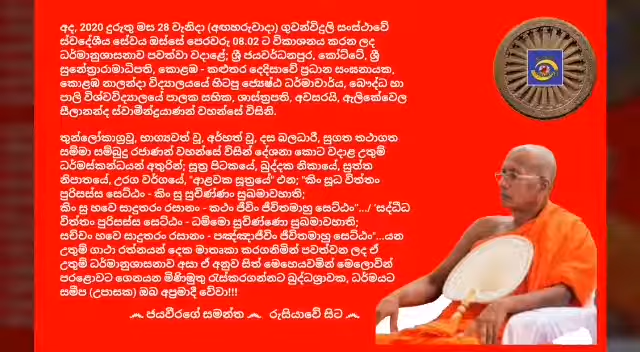 අද, 2020 දුරුතු මස 28 වැනිදා (අඟහරුවාදා) ගුවන්විදුලි සංස්ථාවේ
ස්වදේශීය සේවය ඔස්සේ පෙරවරු 08.02 ට විකාශනය කරන ලද
ධර්මානුශාසනාව පවත්වා වදාළේ; ශ්‍රී ජයවර්ධනපුර, කෝට්ටේ, ශ්‍රී
සුනේත්‍රාරාමාධිපති, කොළඹ - කළුතර දෙදිසාවේ ප්‍රධාන සංඝනායක,
කොළඹ නාලන්දා විද්‍යාලයයේ හිටපු ජ්‍යෙෂ්ඨ ධර්මාචාර්ය, බෞද්ධ හා
පාලි විශ්වවිද්‍යාලයේ පාලක සභික, ශාස්ත්‍රපති, අවසරයි, ඇලිකේවෙල
සීලානන්ද ස්වාමීන්ද්‍රයාණන් වහන්සේ විසිනි.
තුන්ලෝකාග්‍රවූ, භාග්‍යවත් වූ, අර්හත් වූ, දස බලධාරී, සුගත තථාගත
සම්මා සම්බුදු රජාණන් වහන්සේ විසින් දේශනා කොට වදාළ උතුම්
ධර්මස්කන්ධයන් අතුරින්; සූත්‍ර පිටකයේ, ඛුද්දක නිකායේ, සුත්ත
නිපාතයේ, උරග වර්ගයේ, "ආළවක සූත්‍රයේ" එන; "කිං සූධ විත්තං
පුරිසස්ස සෙට්ඨං - කිං සු සුචිණ්ණං සුඛමාවහාති;
කිං සු හවෙ සාදුතරං රසානං - කථං ජීවිං ජීවිතමාහු සෙට්ඨං".../ 'සද්ධීධ
විත්තං පුරිසස්ස සෙට්ඨං - ධම්මො සුචිණ්ණො සුඛමාවහාති;
සච්චං හවෙ සාදුතරං රසානං - පඤ්ඤාජීවිං ජීවිතමාහු සෙට්ඨං"...යන
උතුම් ගාථා රත්නයන් දෙක මාතෘකා කරගනිමින් පවත්වන ලද ඒ
උතුම් ධර්මානුශාසනාව අසා ඒ අනුව සිත් මෙහෙයවමින් මෙලොවින්
පරළොවට ගෙනයන මිණිමුතු රැස්කරගන්නට බුද්ධශ්‍රාවක, ධර්මයට
සමීප (උපාසක) ඔබ අප්‍රමාදී වේවා!!!
ජයවීරගේ සමන්ත රුසියාවේ සිට